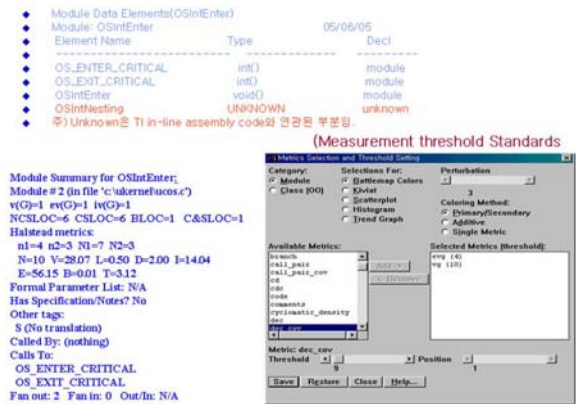 Module Data Elements(OSIntEnter)
Module: OSIntEnter 05/06/05
Element Name Type Decl
OS_ENTER_CRITICAL int() module
OS_EXIT_CRITICAL int() module
OSIntEnter void() module
OSIntNesting UNKNOWN unknown
주) Unknown은 TI in-line assembly code와 연관된 부분임.
(Measurement threshold Standards
Module Summary for OSIntEnter:
Module # 2 (in file 'c:\ukernel\ucos.c')
v(G)=1 ev(G)=1 iv(G)=1
NCSLOC=6 CSLOC=6 BLOC=1 C&SLOC=1
Halstead metrics:
n1=4 n2=3 N1=7 N2=3
N=10 V=28.07 L=0.50 D=2.00 I=14.04
E=56.15 B=0.01 T=3.12
Formal Parameter List: N/A
Has Specification/Notes? No
Other tags:
S (No translation)
Called By: (nothing)
Calls To:
OS_ENTER_CRITICAL
OS_EXIT_CRITICAL
Fan out: 2 Fan in: 0 Out/In: N/A
Metrics Selection and Threshold Setting
Category:
Module
Class (OO)
Selections For:
Battlemap Colors
Kiviat
Scatterplot
Histogram
Trend Graph
Perturbation
3
Coloring Method:
Primary/Secondary
Additive
Single Metric
Available Metrics:
branch
call_pair
call_pair_cov
cd
cdc
code
comments
cyclomatic_density
dec
dec_cov
Add->
<-Remove
Selected Metrics (threshold):
evg (4)
vg (10)
Metric: dec_cov
Threshold
9
Position
1
Save Restore Close Help...